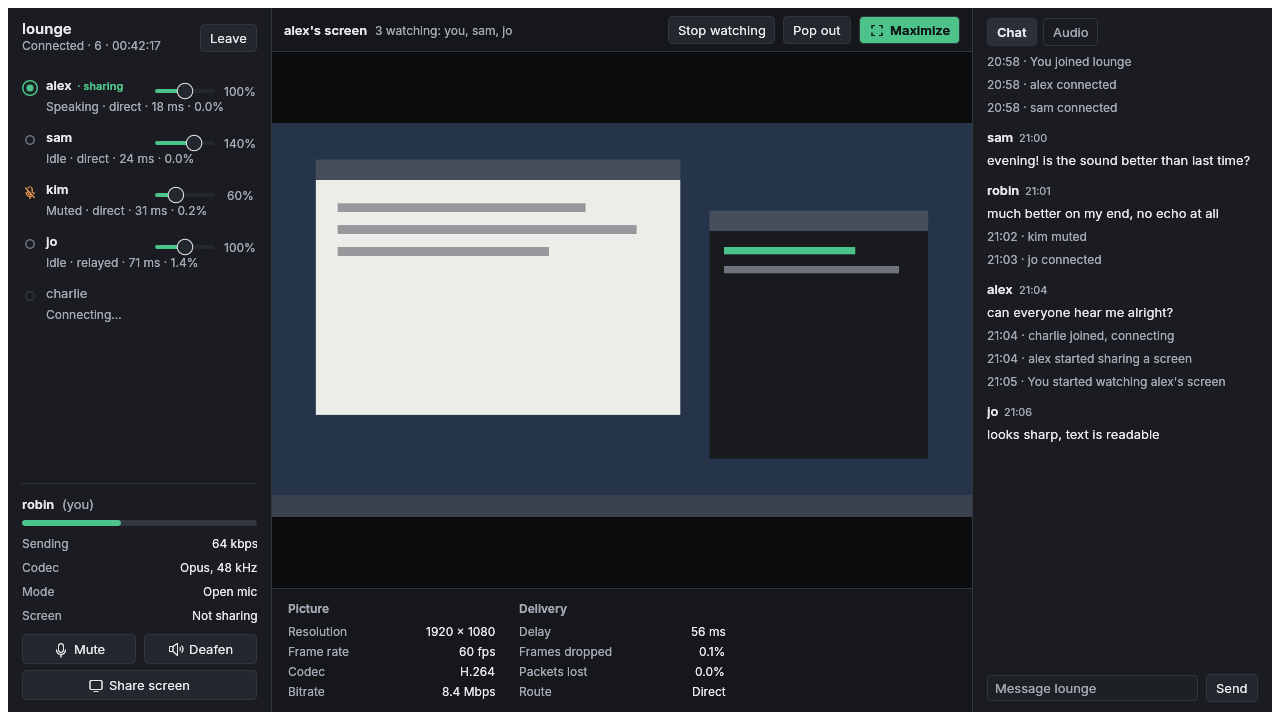 lounge
Connected · 6 · 00:42:17
Leave
alex · sharing
100%
Speaking · direct · 18 ms · 0.0%
sam
140%
Idle · direct · 24 ms · 0.0%
kim
60%
Muted · direct · 31 ms · 0.2%
jo
100%
Idle · relayed · 71 ms · 1.4%
charlie
Connecting...
robin (you)
Sending 64 kbps
Codec Opus, 48 kHz
Mode Open mic
Screen Not sharing
Mute
Deafen
Share screen
alex's screen 3 watching: you, sam, jo
Stop watching
Pop out
Maximize
Picture
Resolution 1920 × 1080
Frame rate 60 fps
Codec H.264
Bitrate 8.4 Mbps
Delivery
Delay 56 ms
Frames dropped 0.1%
Packets lost 0.0%
Route Direct
Chat
Audio
20:58 · You joined lounge
20:58 · alex connected
20:58 · sam connected
sam 21:00
evening! is the sound better than last time?
robin 21:01
much better on my end, no echo at all
21:02 · kim muted
21:03 · jo connected
alex 21:04
can everyone hear me alright?
21:04 · charlie joined, connecting
21:04 · alex started sharing a screen
21:05 · You started watching alex's screen
jo 21:06
looks sharp, text is readable
Message lounge
Send